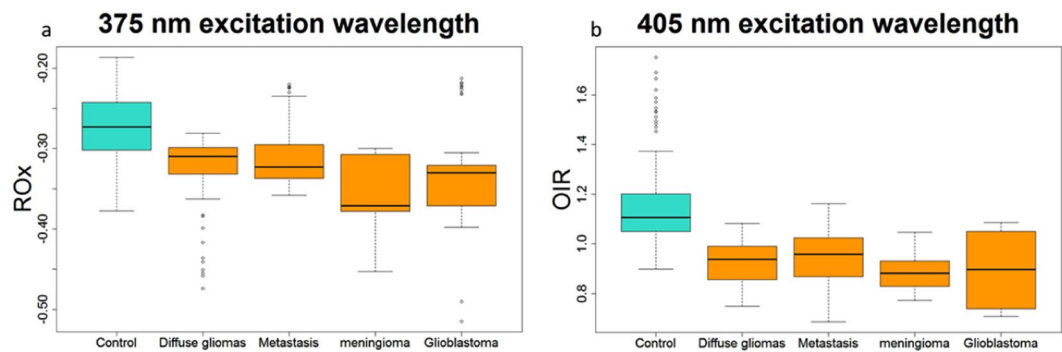 a 375 nm excitation wavelength
ROx
-0.20
-0.30
-0.40
-0.50
Control Diffuse gliomas Metastasis meningioma Glioblastoma
b 405 nm excitation wavelength
OIR
1.6
1.4
1.2
1.0
0.8
Control Diffuse gliomas Metastasis meningioma Glioblastoma